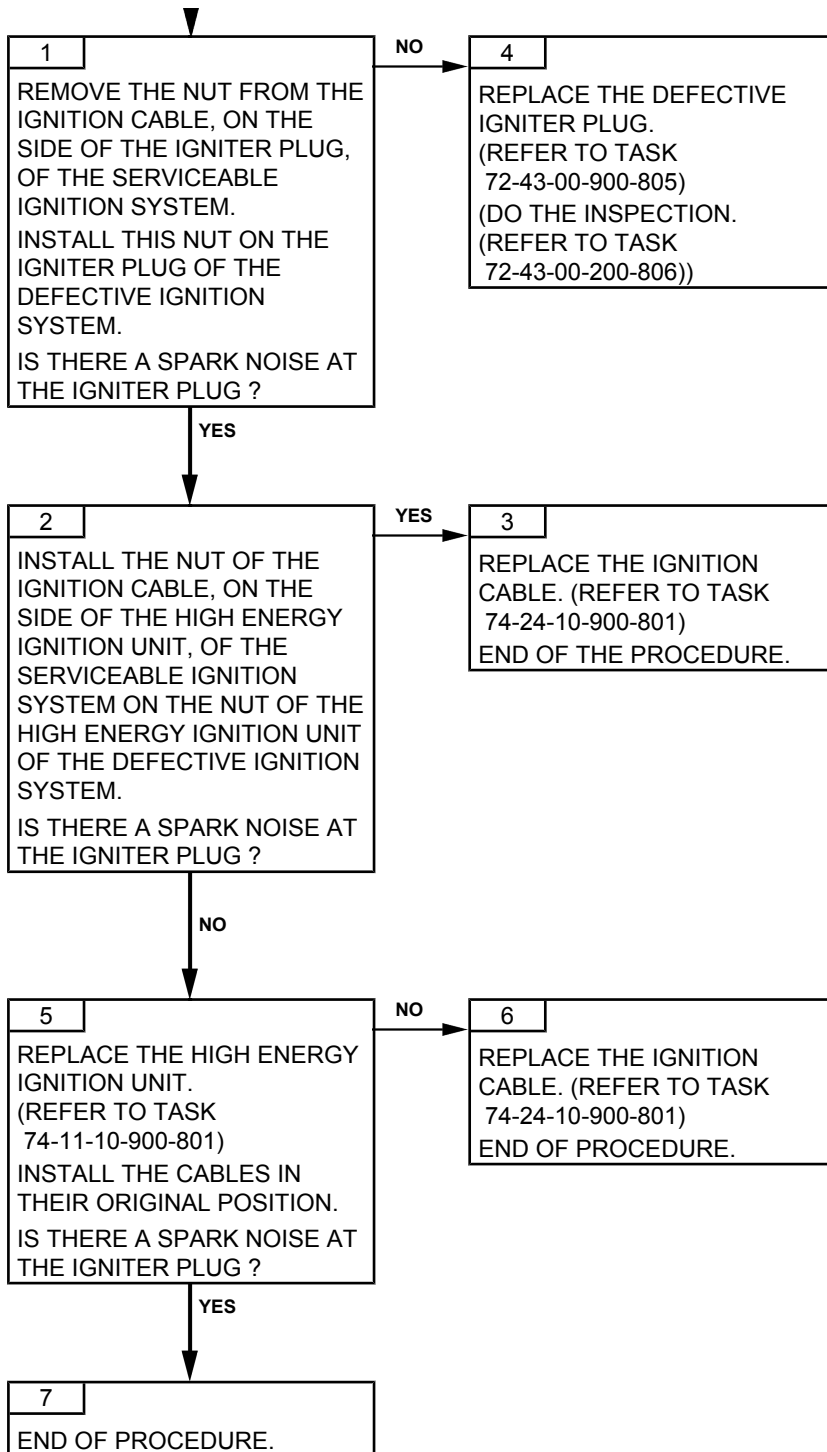 1
REMOVE THE NUT FROM THE
IGNITION CABLE, ON THE
SIDE OF THE IGNITER PLUG,
OF THE SERVICEABLE
IGNITION SYSTEM.
INSTALL THIS NUT ON THE
IGNITER PLUG OF THE
DEFECTIVE IGNITION
SYSTEM.
IS THERE A SPARK NOISE AT
THE IGNITER PLUG ?
NO
4
REPLACE THE DEFECTIVE
IGNITER PLUG.
(REFER TO TASK
72-43-00-900-805)
(DO THE INSPECTION.
(REFER TO TASK
72-43-00-200-806))
YES
2
INSTALL THE NUT OF THE
IGNITION CABLE, ON THE
SIDE OF THE HIGH ENERGY
IGNITION UNIT, OF THE
SERVICEABLE IGNITION
SYSTEM ON THE NUT OF THE
HIGH ENERGY IGNITION UNIT
OF THE DEFECTIVE IGNITION
SYSTEM.
IS THERE A SPARK NOISE AT
THE IGNITER PLUG ?
YES
3
REPLACE THE IGNITION
CABLE. (REFER TO TASK
74-24-10-900-801)
END OF THE PROCEDURE.
NO
5
REPLACE THE HIGH ENERGY
IGNITION UNIT.
(REFER TO TASK
74-11-10-900-801)
INSTALL THE CABLES IN
THEIR ORIGINAL POSITION.
IS THERE A SPARK NOISE AT
THE IGNITER PLUG ?
NO
6
REPLACE THE IGNITION
CABLE. (REFER TO TASK
74-24-10-900-801)
END OF PROCEDURE.
YES
7
END OF PROCEDURE.